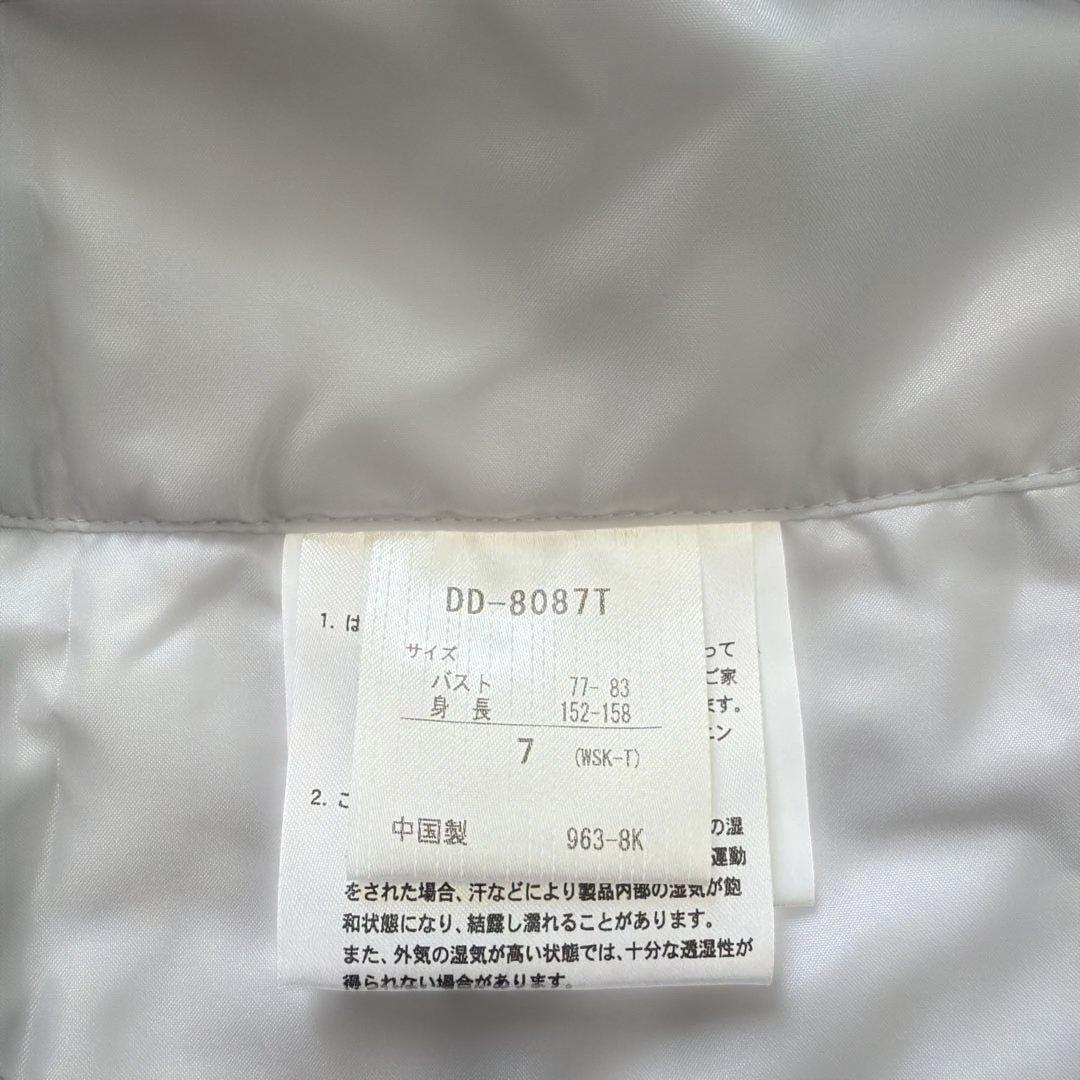 DD-8087T
サイズ
バスト 77- 83
身 長 152-158
7 (WSK-T)
中国製 963-8K
1. は
って
ご家
ます。
ニン
2. こ
の湿
運動
をされた場合、汗などにより製品内部の湿気が飽
和状態になり、結露し濡れることがあります。
また、外気の湿気が高い状態では、十分な透湿性が
得られない場合があります。